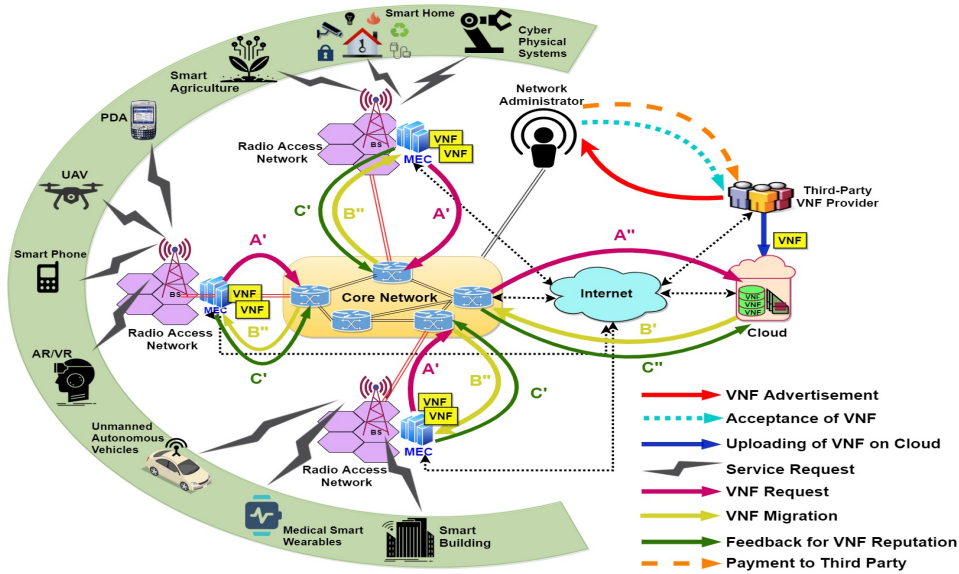 Smart Home
Cyber
Physical
Systems
Smart
Agriculture
PDA
UAV
Smart Phone
AR/VR
Unmanned
Autonomous
Vehicles
Medical Smart
Wearables
Smart
Building
Network
Administrator
Radio Access
Network
BS
MEC
VNF
VNF
C'
B"
A'
Third-Party
VNF Provider
VNF
A'
BS
MEC
VNF
VNF
Radio Access
Network
B"
C'
Core Network
A"
Internet
B'
C"
VNF
VNF
VNF
Cloud
A'
B"
C'
VNF
VNF
BS
MEC
Radio Access
Network
VNF Advertisement
Acceptance of VNF
Uploading of VNF on Cloud
Service Request
VNF Request
VNF Migration
Feedback for VNF Reputation
Payment to Third Party